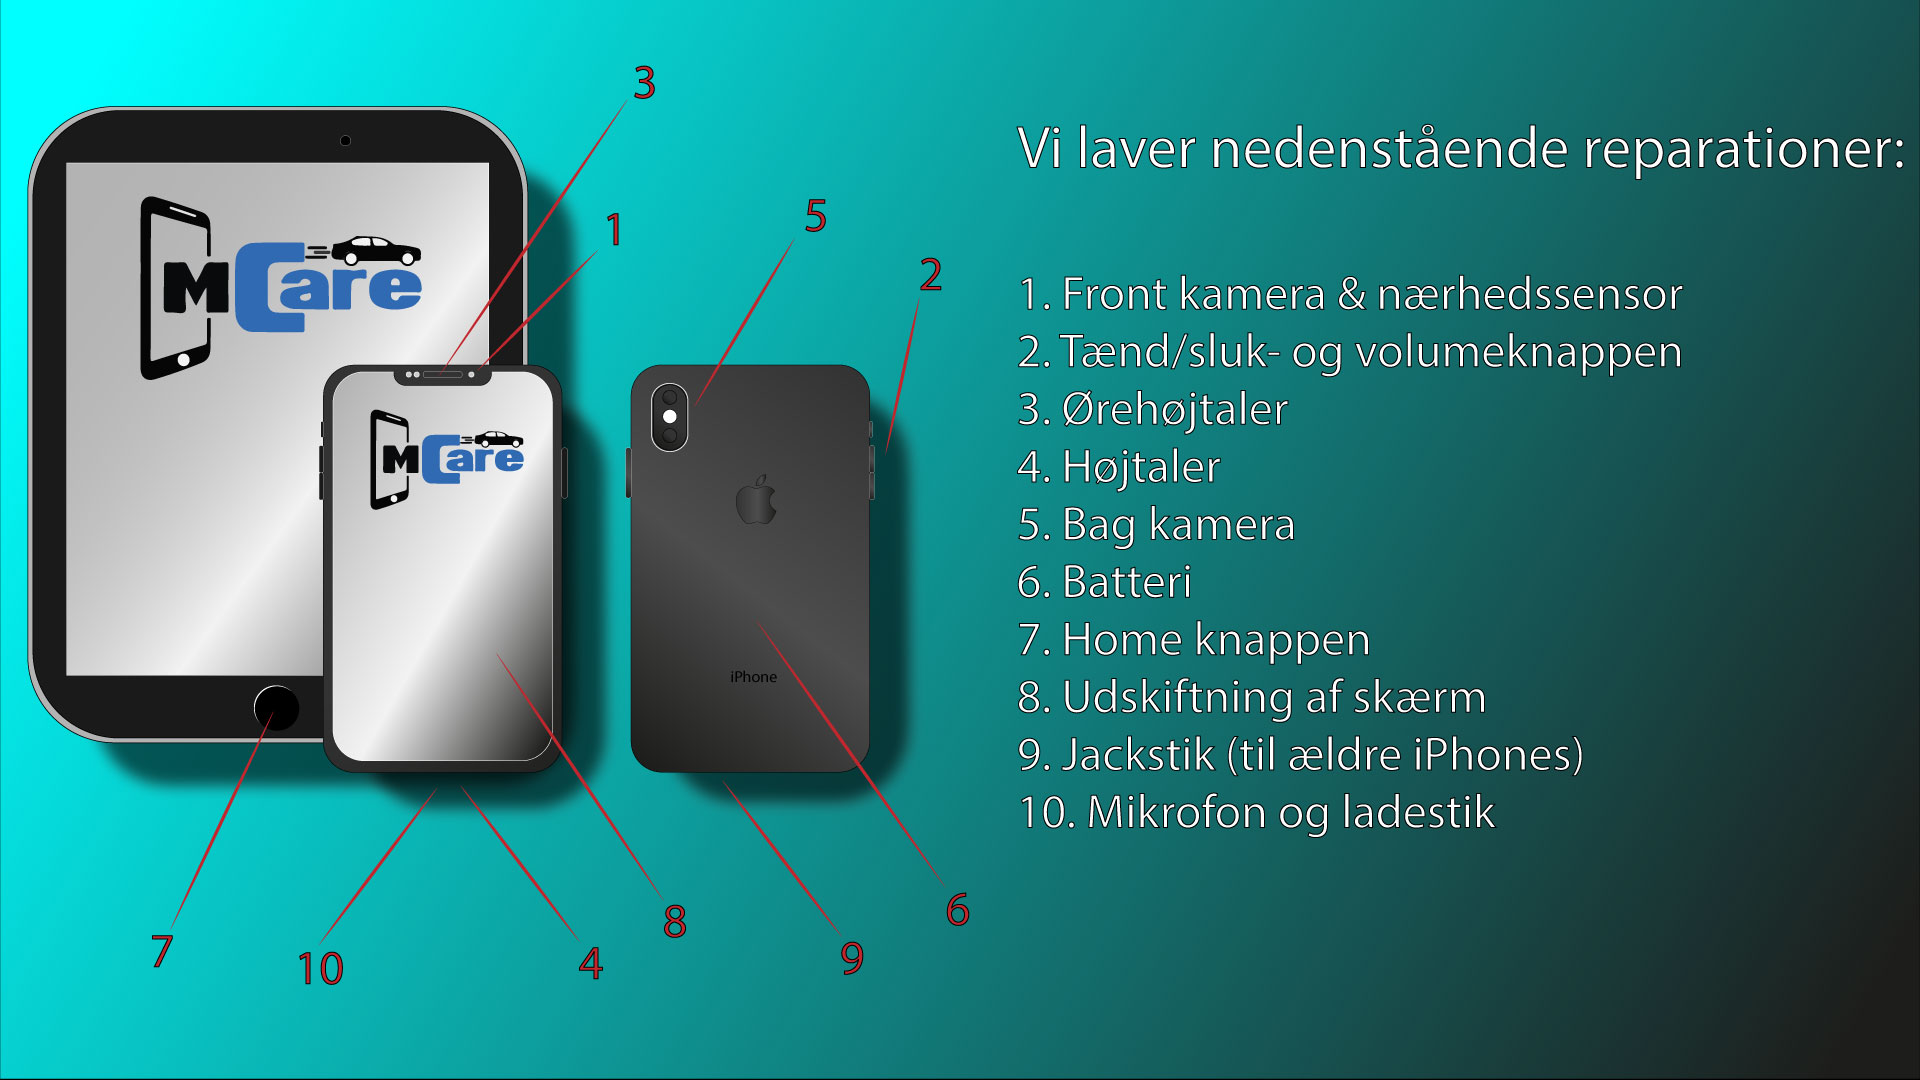 3
1
5
2
MCare
MCare
iPhone
7
10
4
8
9
6
Vi laver nedenstående reparationer:
1. Front kamera & nærhedssensor
2. Tænd/sluk- og volumeknappen
3. Ørehøjtaler
4. Højtaler
5. Bag kamera
6. Batteri
7. Home knappen
8. Udskiftning af skærm
9. Jackstik (til ældre iPhones)
10. Mikrofon og ladestik